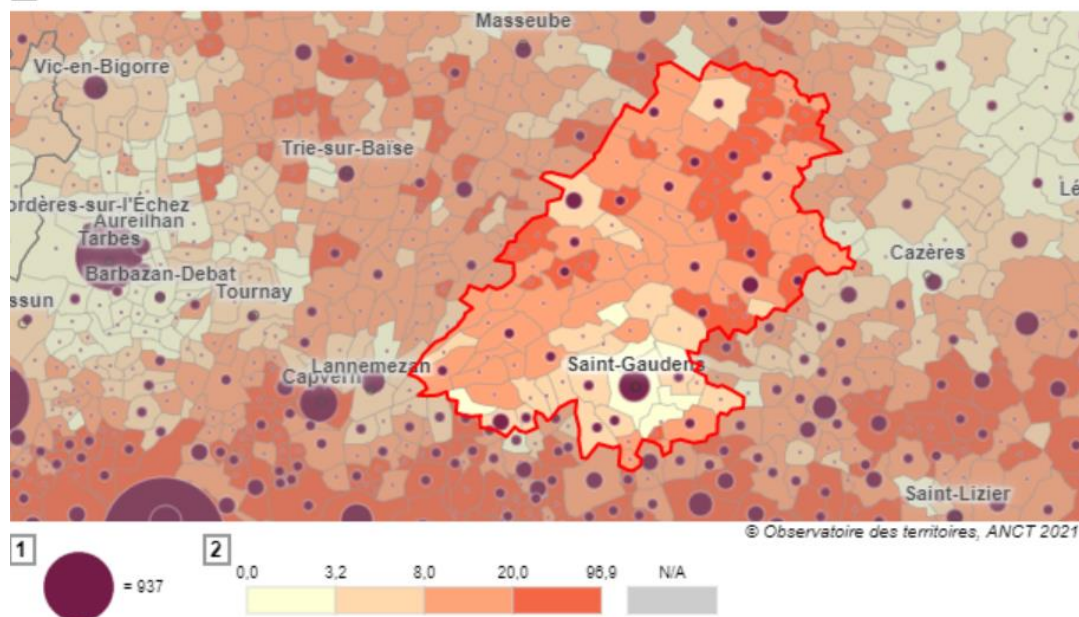 Masseube
Vic-en-Bigorre
Trie-sur-Baïse
ordères-sur-l'Échez
Aureilhan
Tarbes
Barbazan-Debat
Tournay
ssun
Lé
Cazères
Lannemezan
Capvern
Saint-Gaudens
Saint-Lizier
© Observatoire des territoires, ANCT 2021
1
= 937
2
0,0 3,2 8,0 20,0 96,9 N/A